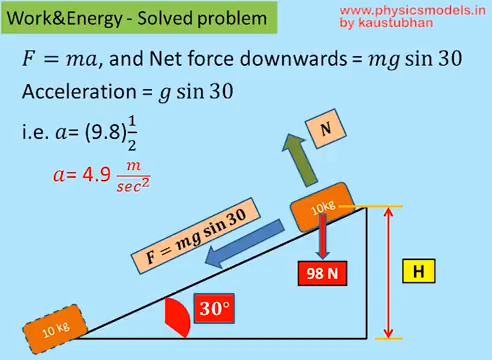 Work&Energy - Solved problem
www.physicsmodels.in
by kaustubhan
F = ma, and Net force downwards = mg sin 30
Acceleration = g sin 30
i.e. a= (9.8)½
a= 4.9 m/sec²
N
10kg
F = mg sin 30
98 N
H
30°
10 kg